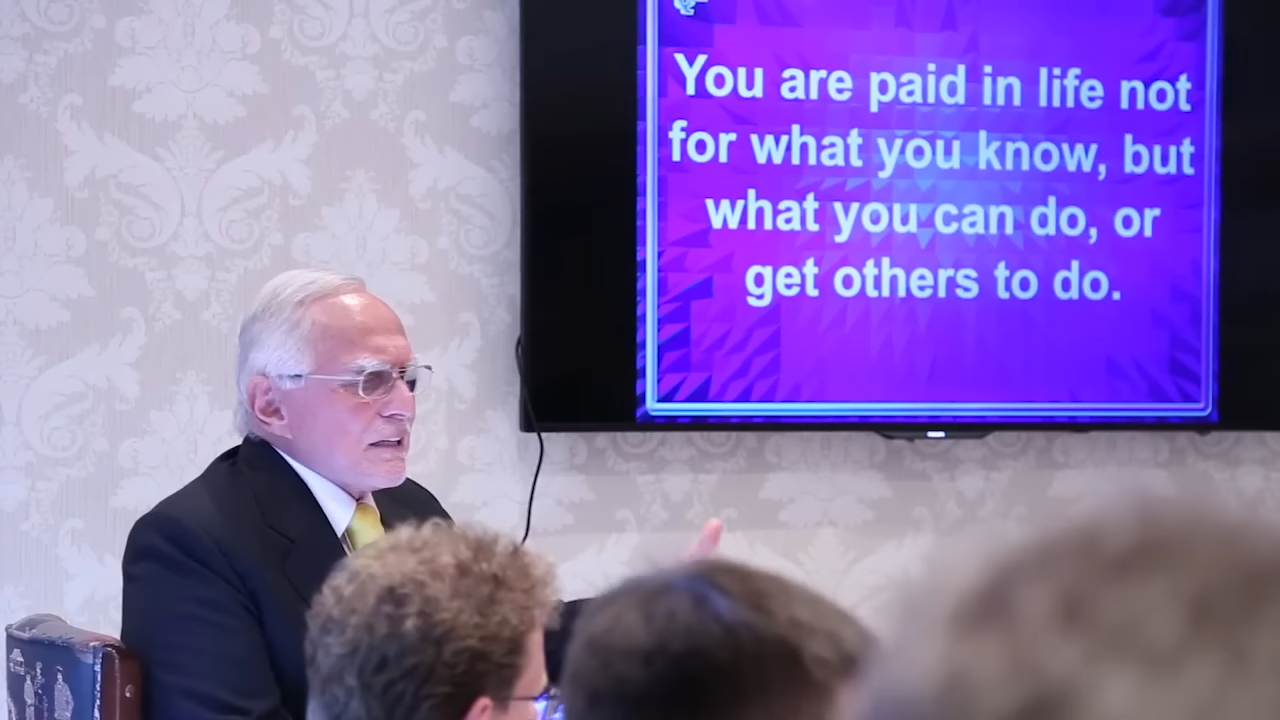 You are paid in life not
for what you know, but
what you can do, or
get others to do.